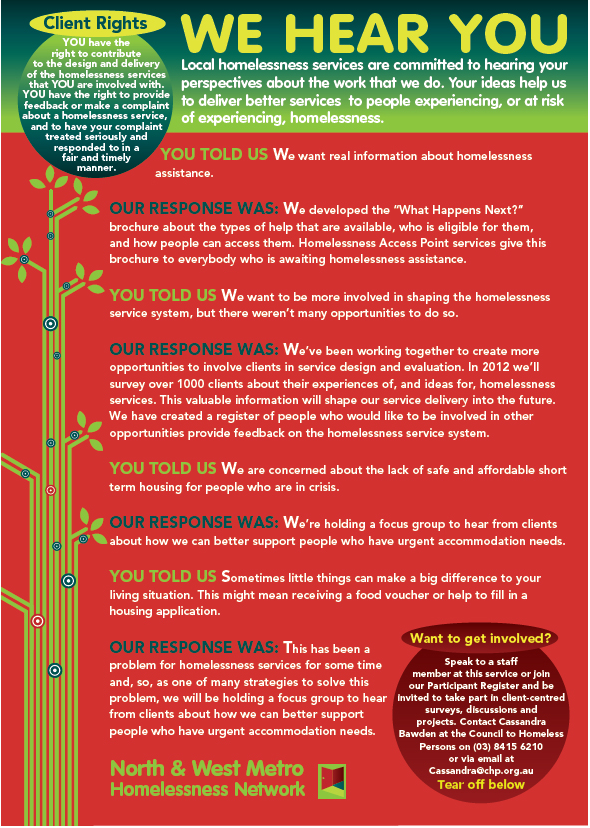 Client Rights
YOU have the
right to contribute
to the design and delivery
of the homelessness services
that YOU are involved with.
YOU have the right to provide
feedback or make a complaint
about a homelessness service,
and to have your complaint
treated seriously and
responded to in a
fair and timely
manner.
WE HEAR YOU
Local homelessness services are committed to hearing your
perspectives about the work that we do. Your ideas help us
to deliver better services to people experiencing, or at risk
of experiencing, homelessness.
YOU TOLD US We want real information about homelessness
assistance.
OUR RESPONSE WAS: We developed the “What Happens Next?”
brochure about the types of help that are available, who is eligible for them,
and how people can access them. Homelessness Access Point services give this
brochure to everybody who is awaiting homelessness assistance.
YOU TOLD US We want to be more involved in shaping the homelessness
service system, but there weren’t many opportunities to do so.
OUR RESPONSE WAS: We’ve been working together to create more
opportunities to involve clients in service design and evaluation. In 2012 we’ll
survey over 1000 clients about their experiences of, and ideas for, homelessness
services. This valuable information will shape our service delivery into the future.
We have created a register of people who would like to be involved in other
opportunities provide feedback on the homelessness service system.
YOU TOLD US We are concerned about the lack of safe and affordable short
term housing for people who are in crisis.
OUR RESPONSE WAS: We’re holding a focus group to hear from clients
about how we can better support people who have urgent accommodation needs.
YOU TOLD US Sometimes little things can make a big difference to your
living situation. This might mean receiving a food voucher or help to fill in a
housing application.
OUR RESPONSE WAS: This has been a
problem for homelessness services for some time
and, so, as one of many strategies to solve this
problem, we will be holding a focus group to hear
from clients about how we can better support
people who have urgent accommodation needs.
Want to get involved?
Speak to a staff
member at this service or join
our Participant Register and be
invited to take part in client-centred
surveys, discussions and
projects. Contact Cassandra
Bawden at the Council to Homeless
Persons on (03) 8415 6210
or via email at
Cassandra@chp.org.au
Tear off below
North & West Metro
Homelessness Network